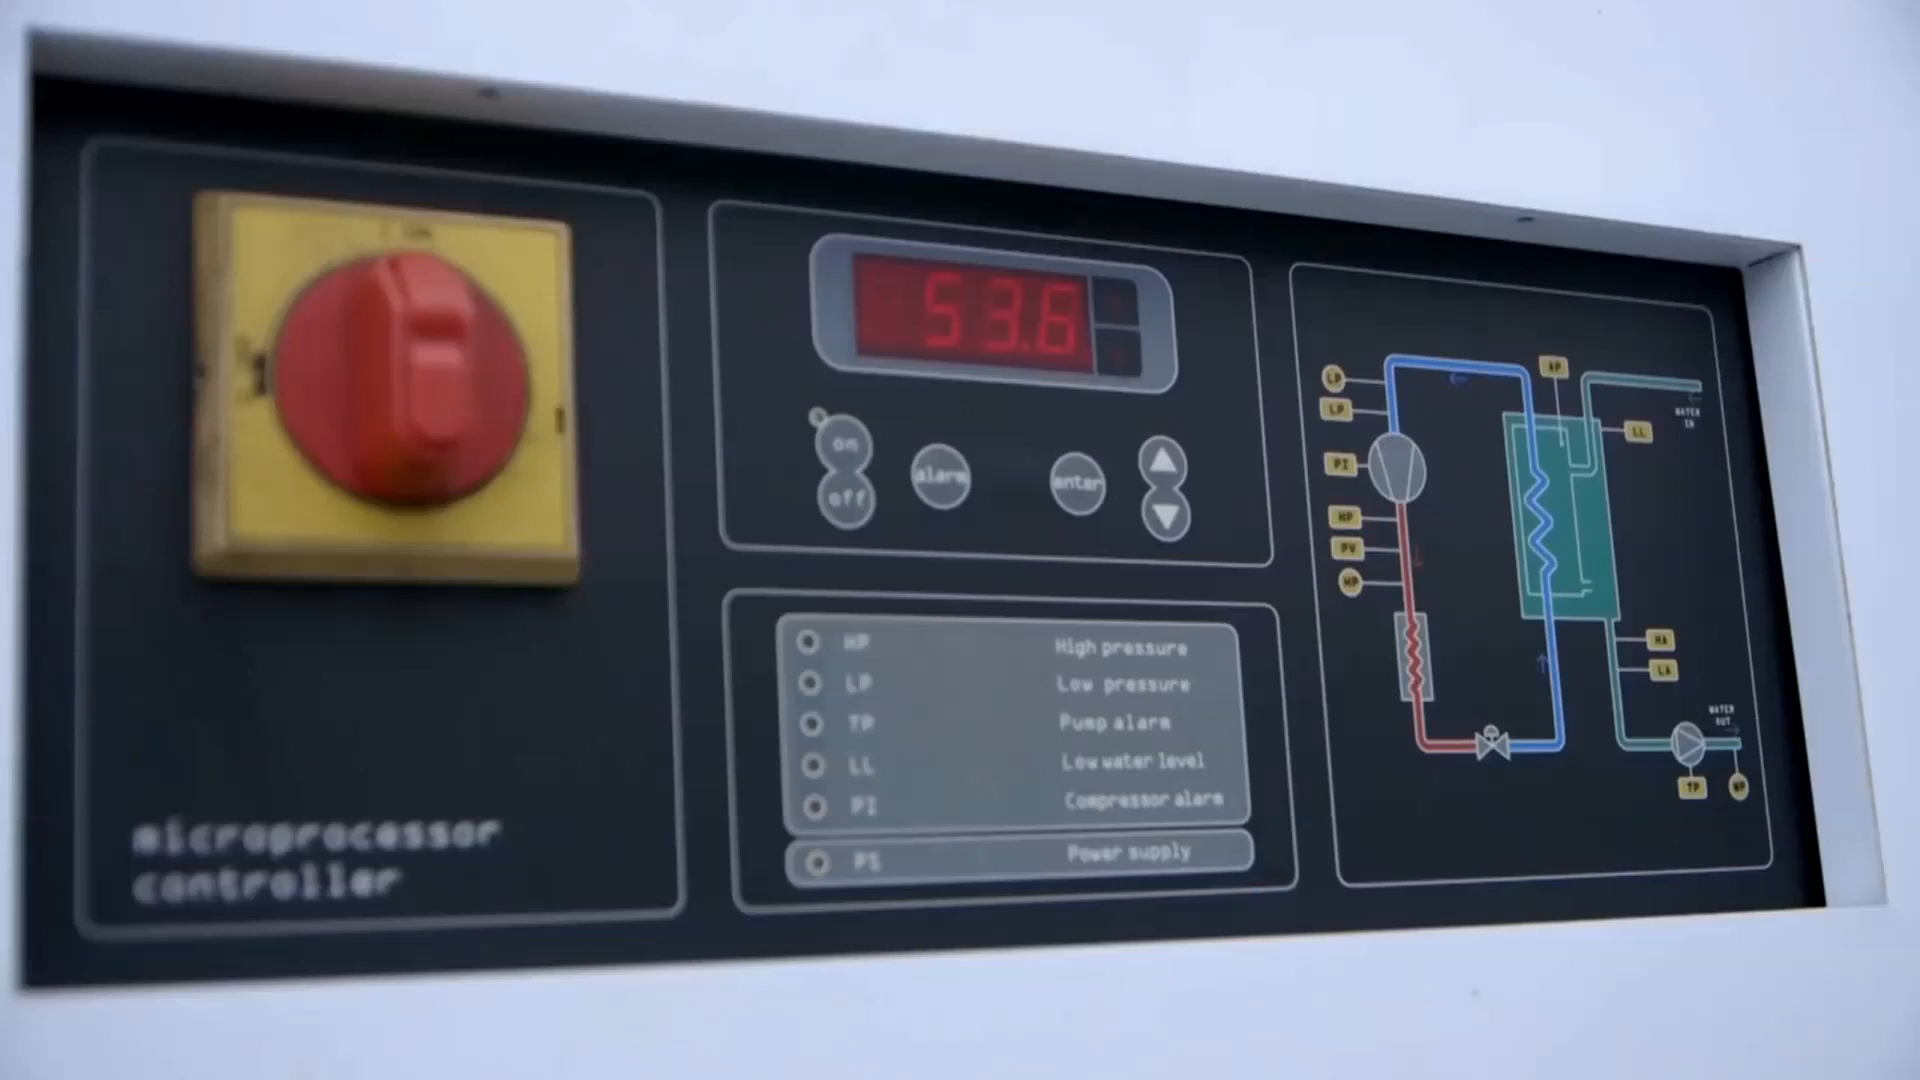 microprocessor
controller
53.6
on
off
alarm
enter
HP High pressure
LP Low pressure
TP Pump alarm
LL Low water level
PI Compressor alarm
PS Power supply
LP
LP
PI
HP
PV
HP
AP
WATER
IN
LL
HA
LA
WATER
OUT
TP
WP